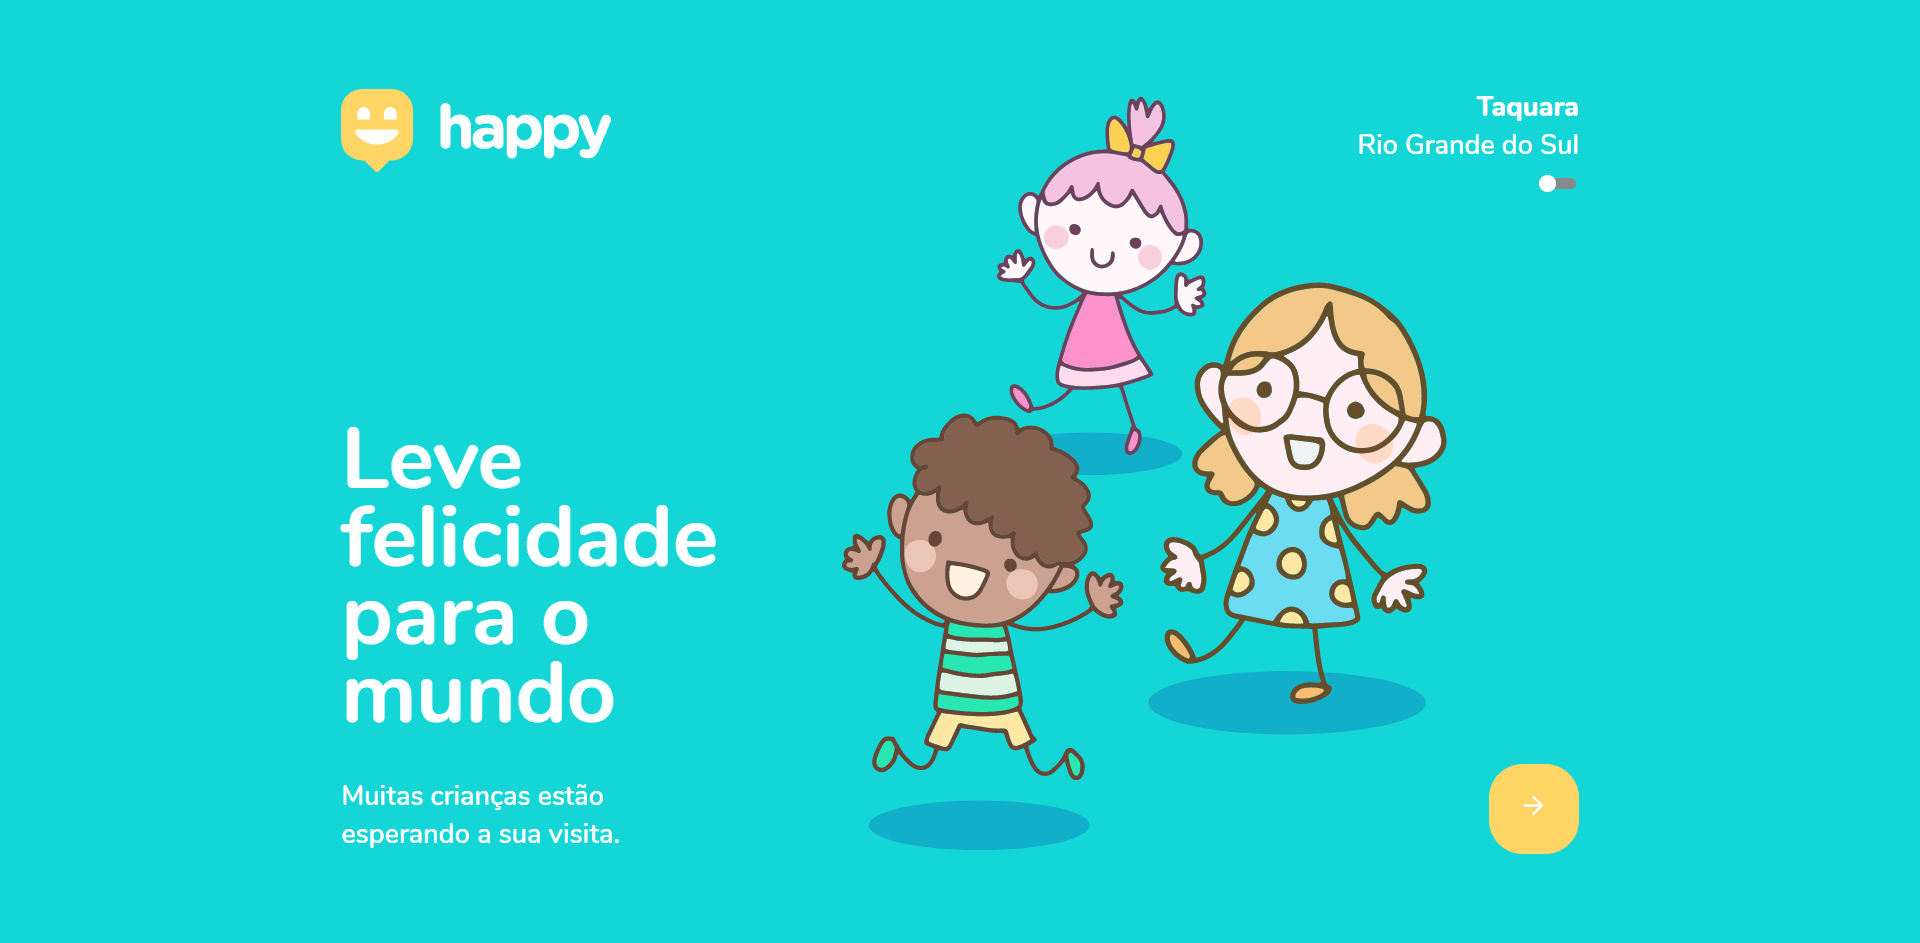 happy
Taquara
Rio Grande do Sul
Leve
felicidade
para o
mundo
Muitas crianças estão
esperando a sua visita.